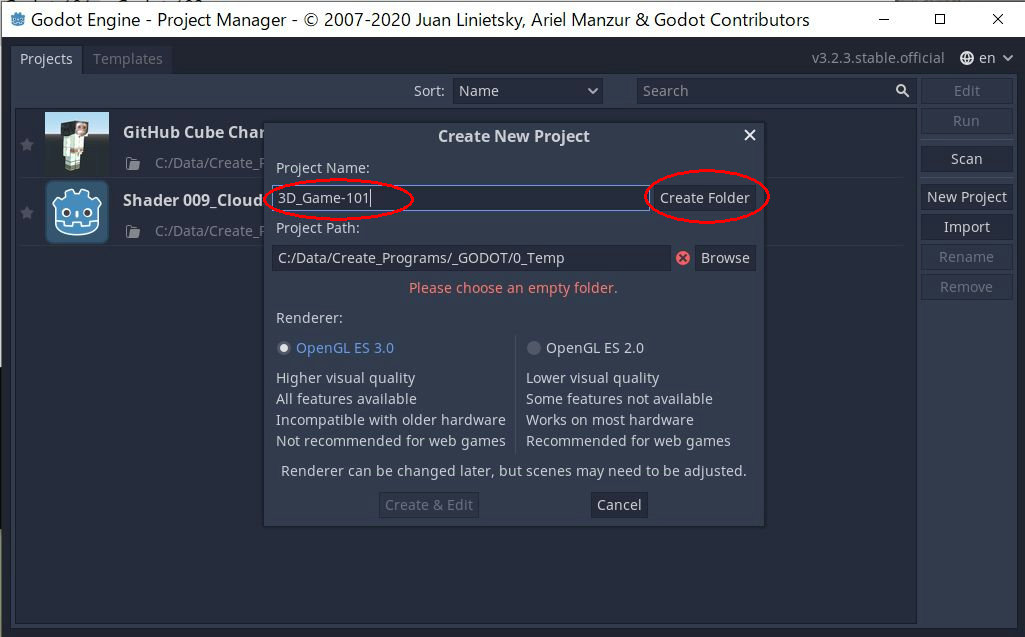 Godot Engine - Project Manager - © 2007-2020 Juan Linietsky, Ariel Manzur & Godot Contributors
Projects
Templates
v3.2.3.stable.official
en
Sort:
Name
Search
Edit
GitHub Cube Char
Create New Project
Run
C:/Data/Create_P
Project Name:
Scan
Shader 009_Cloud
3D_Game-101
Create Folder
New Project
C:/Data/Create_P
Project Path:
Import
C:/Data/Create_Programs/_GODOT/0_Temp
Browse
Rename
Please choose an empty folder.
Remove
Renderer:
OpenGL ES 3.0
Higher visual quality
All features available
Incompatible with older hardware
Not recommended for web games
OpenGL ES 2.0
Lower visual quality
Some features not available
Works on most hardware
Recommended for web games
Renderer can be changed later, but scenes may need to be adjusted.
Create & Edit
Cancel